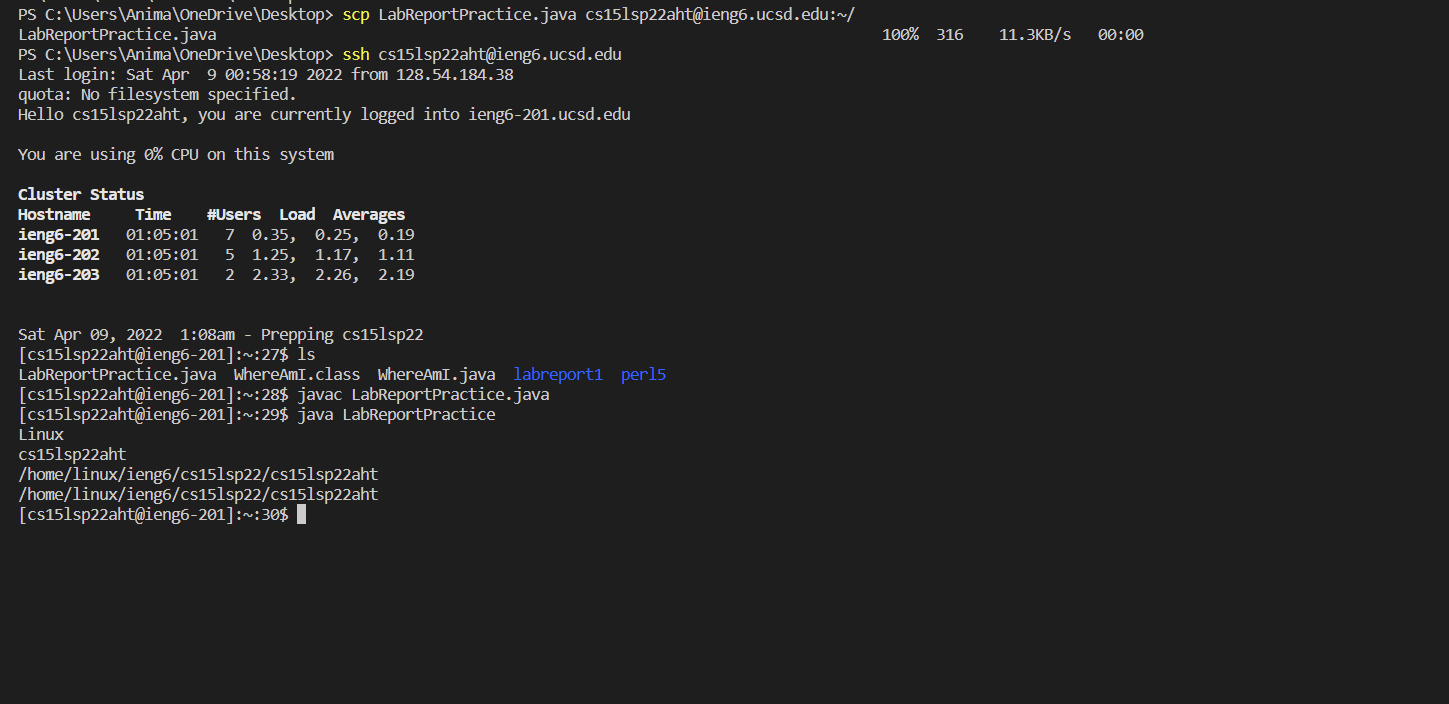 PS C:\Users\Anima\OneDrive\Desktop> scp LabReportPractice.java cs15lsp22aht@ieng6.ucsd.edu:~/
LabReportPractice.java 100% 316 11.3KB/s 00:00
PS C:\Users\Anima\OneDrive\Desktop> ssh cs15lsp22aht@ieng6.ucsd.edu
Last login: Sat Apr  9 00:58:19 2022 from 128.54.184.38
quota: No filesystem specified.
Hello cs15lsp22aht, you are currently logged into ieng6-201.ucsd.edu
You are using 0% CPU on this system
Cluster Status
Hostname     Time    #Users  Load  Averages
ieng6-201   01:05:01   7  0.35,  0.25,  0.19
ieng6-202   01:05:01   5  1.25,  1.17,  1.11
ieng6-203   01:05:01   2  2.33,  2.26,  2.19
Sat Apr 09, 2022  1:08am - Prepping cs15lsp22
[cs15lsp22aht@ieng6-201]:~:27$ ls
LabReportPractice.java  WhereAmI.class  WhereAmI.java  labreport1  perl5
[cs15lsp22aht@ieng6-201]:~:28$ javac LabReportPractice.java
[cs15lsp22aht@ieng6-201]:~:29$ java LabReportPractice
Linux
cs15lsp22aht
/home/linux/ieng6/cs15lsp22/cs15lsp22aht
/home/linux/ieng6/cs15lsp22/cs15lsp22aht
[cs15lsp22aht@ieng6-201]:~:30$